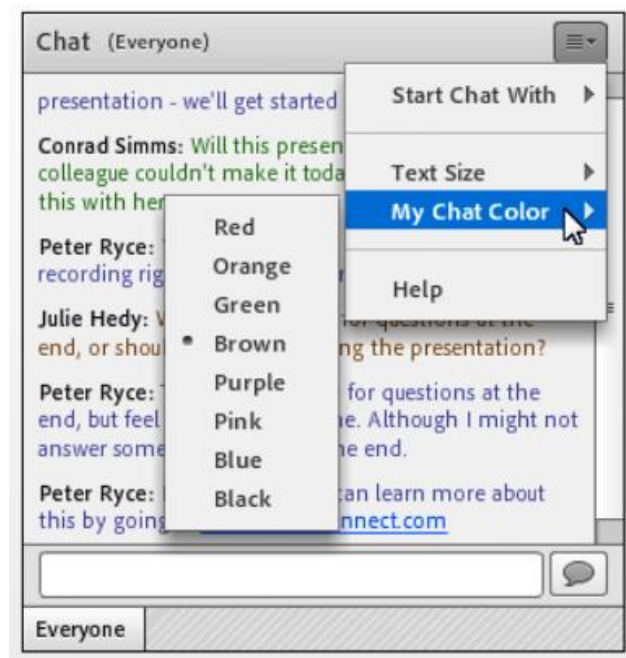 Chat (Everyone)
presentation - we'll get started
Start Chat With
Conrad Simms: Will this presen
colleague couldn't make it toda
Text Size
this with her
My Chat Color
Red
Peter Ryce:
Orange
recording rig
Help
Green
Julie Hedy: for questions at the
Brown
end, or shoul ng the presentation?
Purple
Peter Ryce: for questions at the
end, but feel e. Although I might not
Pink
answer some e end.
Blue
Peter Ryce: can learn more about
Black
this by going nnect.com
Everyone